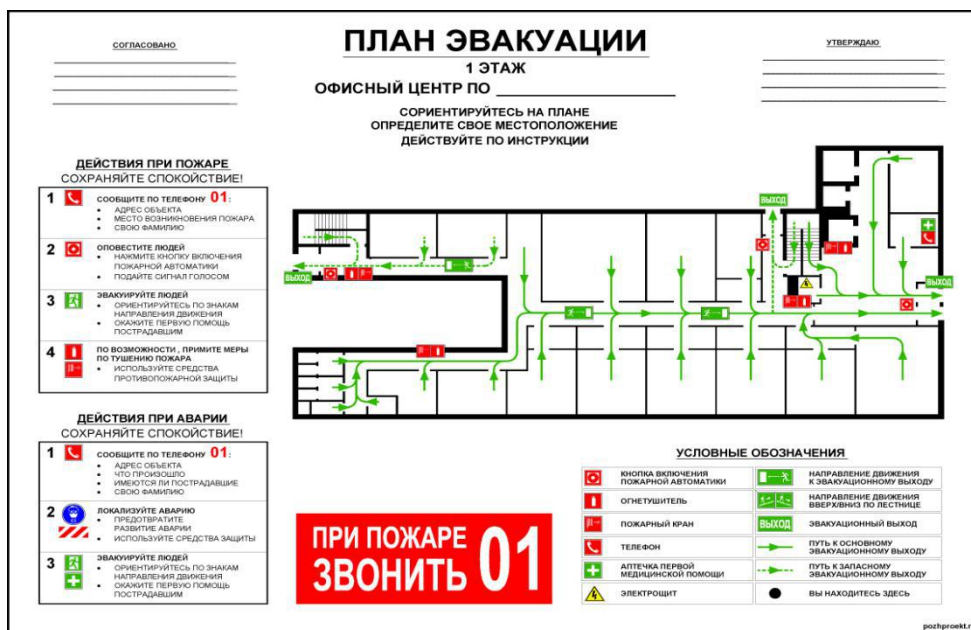 СОГЛАСОВАНО
ПЛАН ЭВАКУАЦИИ
УТВЕРЖДАЮ
1 ЭТАЖ
ОФИСНЫЙ ЦЕНТР ПО
СОРИЕНТИРУЙТЕСЬ НА ПЛАНЕ
ОПРЕДЕЛИТЕ СВОЕ МЕСТОПОЛОЖЕНИЕ
ДЕЙСТВУЙТЕ ПО ИНСТРУКЦИИ
ДЕЙСТВИЯ ПРИ ПОЖАРЕ
СОХРАНЯЙТЕ СПОКОЙСТВИЕ!
1 СООБЩИТЕ ПО ТЕЛЕФОНУ 01:
• АДРЕС ОБЪЕКТА
• МЕСТО ВОЗНИКНОВЕНИЯ ПОЖАРА
• СВОЮ ФАМИЛИЮ
2 ОПОВЕСТИТЕ ЛЮДЕЙ
• НАЖМИТЕ КНОПКУ ВКЛЮЧЕНИЯ
ПОЖАРНОЙ АВТОМАТИКИ
• ПОДАЙТЕ СИГНАЛ ГОЛОСОМ
3 ЭВАКУИРУЙТЕ ЛЮДЕЙ
• ОРИЕНТИРУЙТЕСЬ ПО ЗНАКАМ
НАПРАВЛЕНИЯ ДВИЖЕНИЯ
• ОКАЖИТЕ ПЕРВУЮ ПОМОЩЬ
ПОСТРАДАВШИМ
4 ПО ВОЗМОЖНОСТИ , ПРИМИТЕ МЕРЫ
ПО ТУШЕНИЮ ПОЖАРА
• ИСПОЛЬЗУЙТЕ СРЕДСТВА
ПРОТИВОПОЖАРНОЙ ЗАЩИТЫ
ВЫХОД
ВЫХОД
ВЫХОД
ДЕЙСТВИЯ ПРИ АВАРИИ
СОХРАНЯЙТЕ СПОКОЙСТВИЕ!
1 СООБЩИТЕ ПО ТЕЛЕФОНУ 01:
• АДРЕС ОБЪЕКТА
• ЧТО ПРОИЗОШЛО
• ИМЕЮТСЯ ЛИ ПОСТРАДАВШИЕ
• СВОЮ ФАМИЛИЮ
2 ЛОКАЛИЗУЙТЕ АВАРИЮ
• ПРЕДОТВРАТИТЕ
РАЗВИТИЕ АВАРИИ
• ИСПОЛЬЗУЙТЕ СРЕДСТВА ЗАЩИТЫ
3 ЭВАКУИРУЙТЕ ЛЮДЕЙ
• ОРИЕНТИРУЙТЕСЬ ПО ЗНАКАМ
НАПРАВЛЕНИЯ ДВИЖЕНИЯ
• ОКАЖИТЕ ПЕРВУЮ ПОМОЩЬ
ПОСТРАДАВШИМ
ПРИ ПОЖАРЕ
ЗВОНИТЬ 01
УСЛОВНЫЕ ОБОЗНАЧЕНИЯ
КНОПКА ВКЛЮЧЕНИЯ
ПОЖАРНОЙ АВТОМАТИКИ
ОГНЕТУШИТЕЛЬ
ПОЖАРНЫЙ КРАН
ТЕЛЕФОН
АПТЕЧКА ПЕРВОЙ
МЕДИЦИНСКОЙ ПОМОЩИ
ЭЛЕКТРОЩИТ
НАПРАВЛЕНИЕ ДВИЖЕНИЯ
К ЭВАКУАЦИОННОМУ ВЫХОДУ
НАПРАВЛЕНИЕ ДВИЖЕНИЯ
ВВЕРХ/ВНИЗ ПО ЛЕСТНИЦЕ
ВЫХОД ЭВАКУАЦИОННЫЙ ВЫХОД
ПУТЬ К ОСНОВНОМУ
ЭВАКУАЦИОННОМУ ВЫХОДУ
ПУТЬ К ЗАПАСНОМУ
ЭВАКУАЦИОННОМУ ВЫХОДУ
ВЫ НАХОДИТЕСЬ ЗДЕСЬ